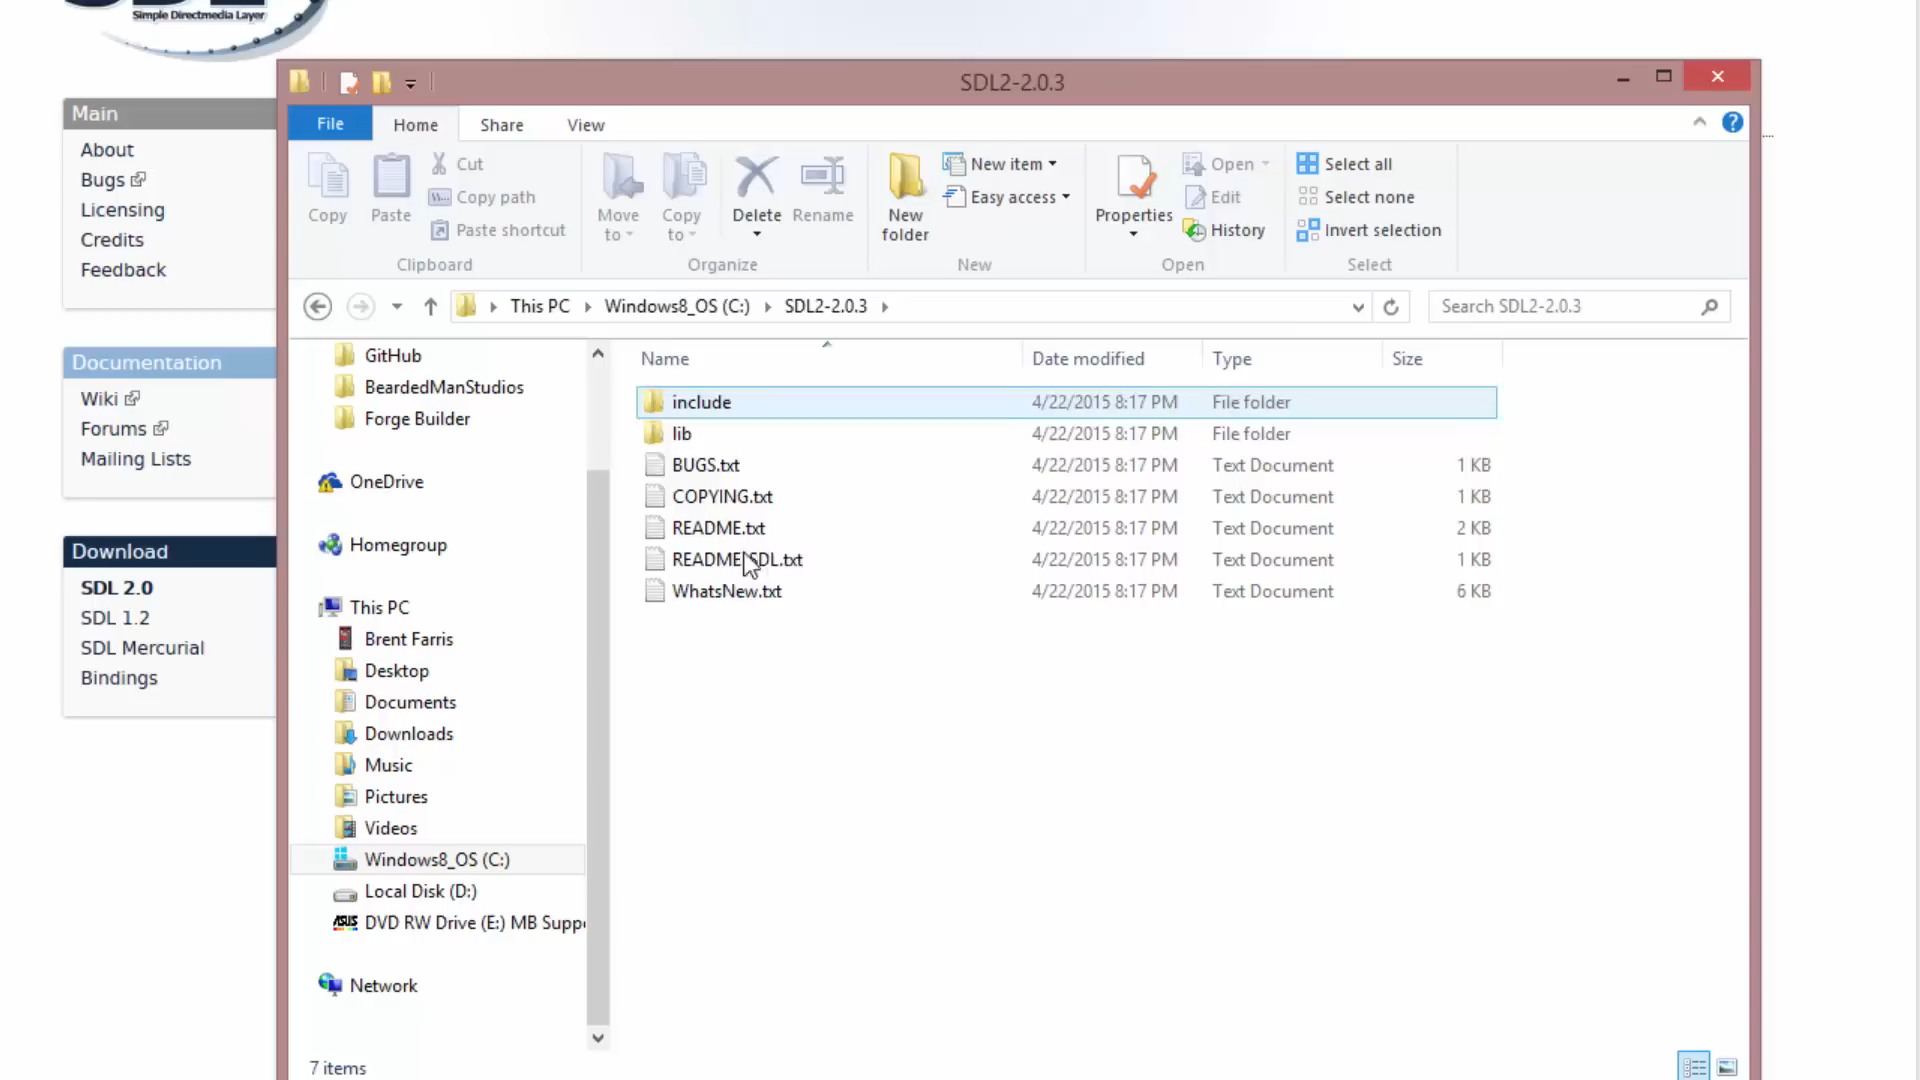 Simple Directmedia Layer
Main
About
Bugs
Licensing
Credits
Feedback
Documentation
Wiki
Forums
Mailing Lists
Download
SDL 2.0
SDL 1.2
SDL Mercurial
Bindings
SDL2-2.0.3
File Home Share View
Copy
Paste
Cut
Copy path
Paste shortcut
Clipboard
Move to
Copy to
Delete
Rename
Organize
New folder
New item
Easy access
New
Properties
Open
Edit
History
Open
Select all
Select none
Invert selection
Select
This PC Windows8_OS (C:) SDL2-2.0.3
Search SDL2-2.0.3
GitHub
BeardedManStudios
Forge Builder
OneDrive
Homegroup
This PC
Brent Farris
Desktop
Documents
Downloads
Music
Pictures
Videos
Windows8_OS (C:)
Local Disk (D:)
ASUS DVD RW Drive (E:) MB Supp
Network
Name Date modified Type Size
include 4/22/2015 8:17 PM File folder
lib 4/22/2015 8:17 PM File folder
BUGS.txt 4/22/2015 8:17 PM Text Document 1 KB
COPYING.txt 4/22/2015 8:17 PM Text Document 1 KB
README.txt 4/22/2015 8:17 PM Text Document 2 KB
README-SDL.txt 4/22/2015 8:17 PM Text Document 1 KB
WhatsNew.txt 4/22/2015 8:17 PM Text Document 6 KB
7 items